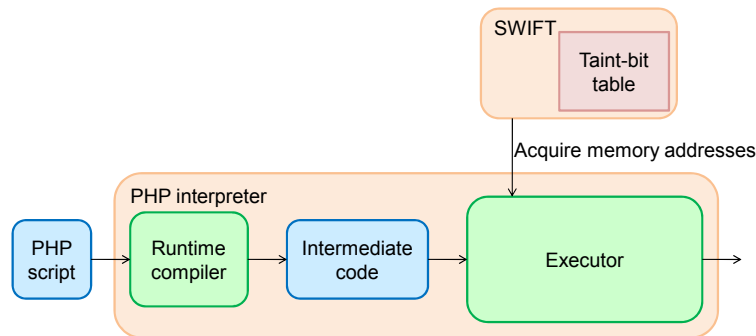 SWIFT
Taint-bit
table
Acquire memory addresses
PHP interpreter
PHP
script
Runtime
compiler
Intermediate
code
Executor